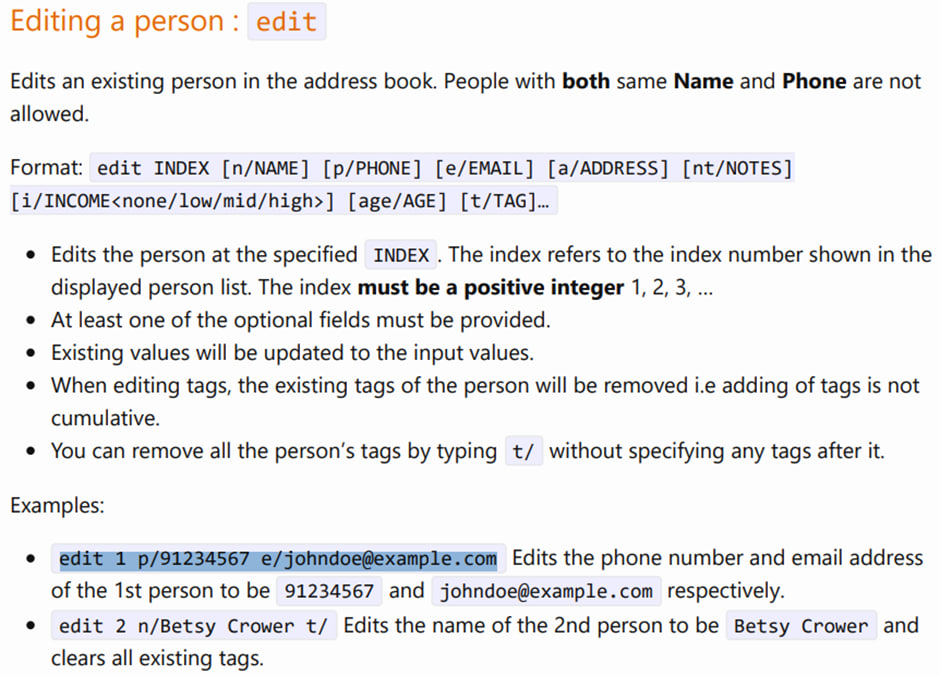 Editing a person : edit
Edits an existing person in the address book. People with both same Name and Phone are not
allowed.
Format: edit INDEX [n/NAME] [p/PHONE] [e/EMAIL] [a/ADDRESS] [nt/NOTES]
[i/INCOME<none/low/mid/high>] [age/AGE] [t/TAG]…
• Edits the person at the specified INDEX. The index refers to the index number shown in the
displayed person list. The index must be a positive integer 1, 2, 3, …
• At least one of the optional fields must be provided.
• Existing values will be updated to the input values.
• When editing tags, the existing tags of the person will be removed i.e adding of tags is not
cumulative.
• You can remove all the person’s tags by typing t/ without specifying any tags after it.
Examples:
• edit 1 p/91234567 e/johndoe@example.com Edits the phone number and email address
of the 1st person to be 91234567 and johndoe@example.com respectively.
• edit 2 n/Betsy Crower t/ Edits the name of the 2nd person to be Betsy Crower and
clears all existing tags.